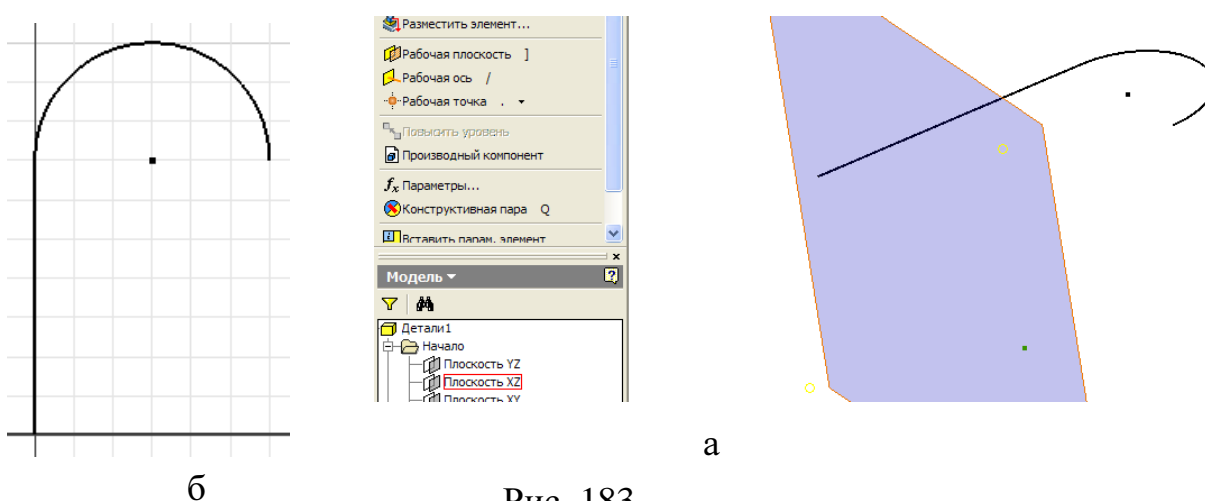 Разместить элемент...
Рабочая плоскость ]
Рабочая ось /
Рабочая точка .
Повысить уровень
Производный компонент
fx Параметры...
Конструктивная пара Q
Вставить парам. элемент
Модель
Детали1
Начало
Плоскость YZ
Плоскость XZ
Плоскость XY
а
б
Рис. 183